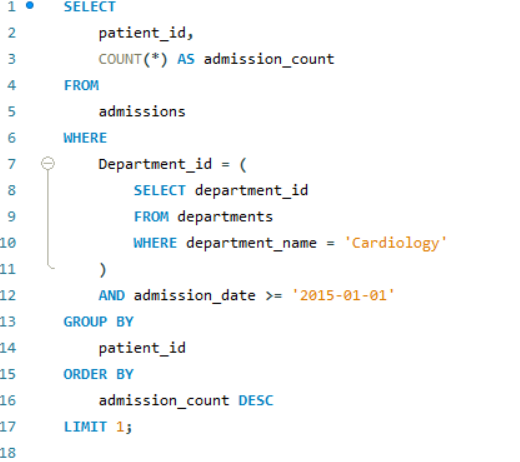 1 SELECT
2 patient_id,
3 COUNT(*) AS admission_count
4 FROM
5 admissions
6 WHERE
7 Department_id = (
8 SELECT department_id
9 FROM departments
10 WHERE department_name = 'Cardiology'
11 )
12 AND admission_date >= '2015-01-01'
13 GROUP BY
14 patient_id
15 ORDER BY
16 admission_count DESC
17 LIMIT 1;
18